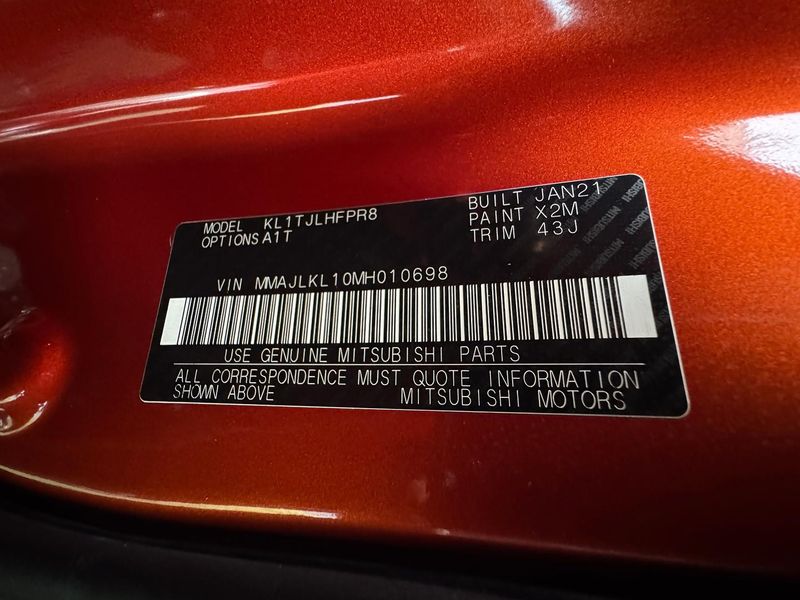 MODEL KL1TJLHFPR8
OPTIONS A1T
BUILT JAN21
PAINT X2M
TRIM 43J
VIN MMAJLKL10MH010698
USE GENUINE MITSUBISHI PARTS
ALL CORRESPONDENCE MUST QUOTE INFORMATION
SHOWN ABOVE MITSUBISHI MOTORS
MITSUBISHI